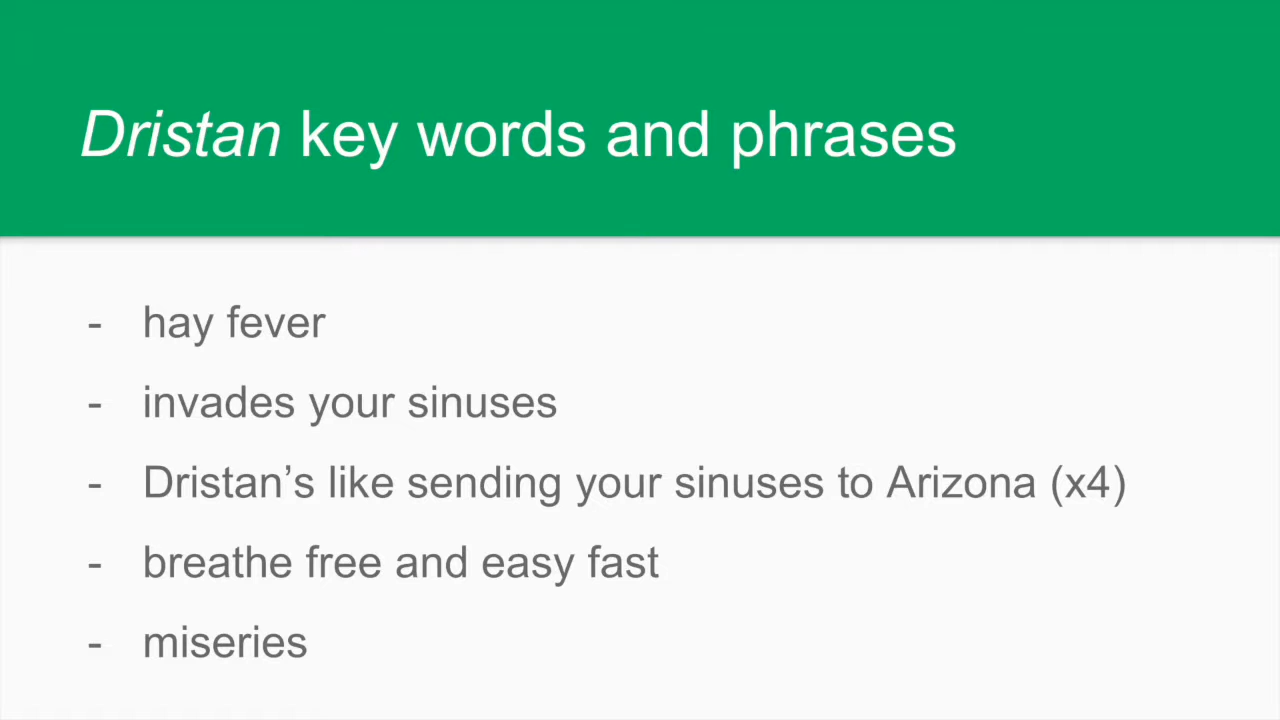 Dristan key words and phrases
- hay fever
- invades your sinuses
- Dristan’s like sending your sinuses to Arizona (x4)
- breathe free and easy fast
- miseries